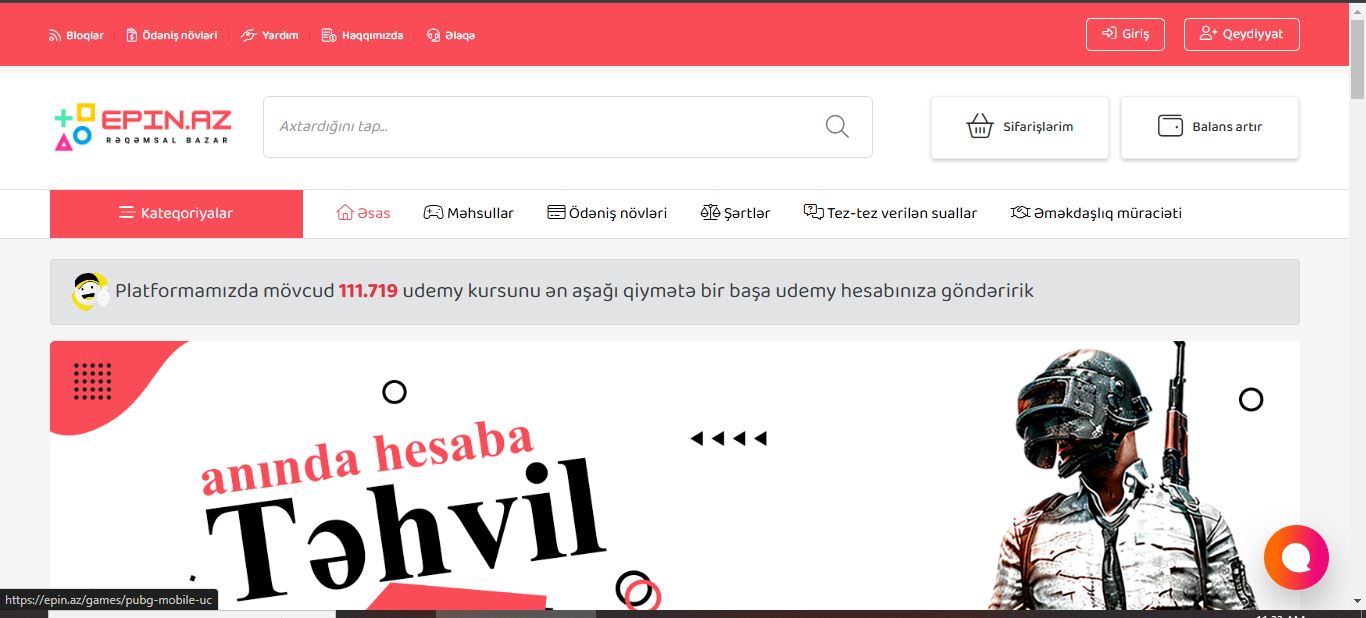 Bloqlar
Ödəniş növləri
Yardım
Haqqımızda
Əlaqə
Giriş
Qeydiyyat
EPIN.AZ
RƏQƏMSAL BAZAR
Axtardığını tap...
Sifarişlərim
Balans artır
Kateqoriyalar
Əsas
Məhsullar
Ödəniş növləri
Şərtlər
Tez-tez verilən suallar
Əməkdaşlıq müraciəti
Platformamızda mövcud 111.719 udemy kursunu ən aşağı qiymətə bir başa udemy hesabınıza göndəririk
anında hesaba
Təhvil
https://epin.az/games/pubg-mobile-uc